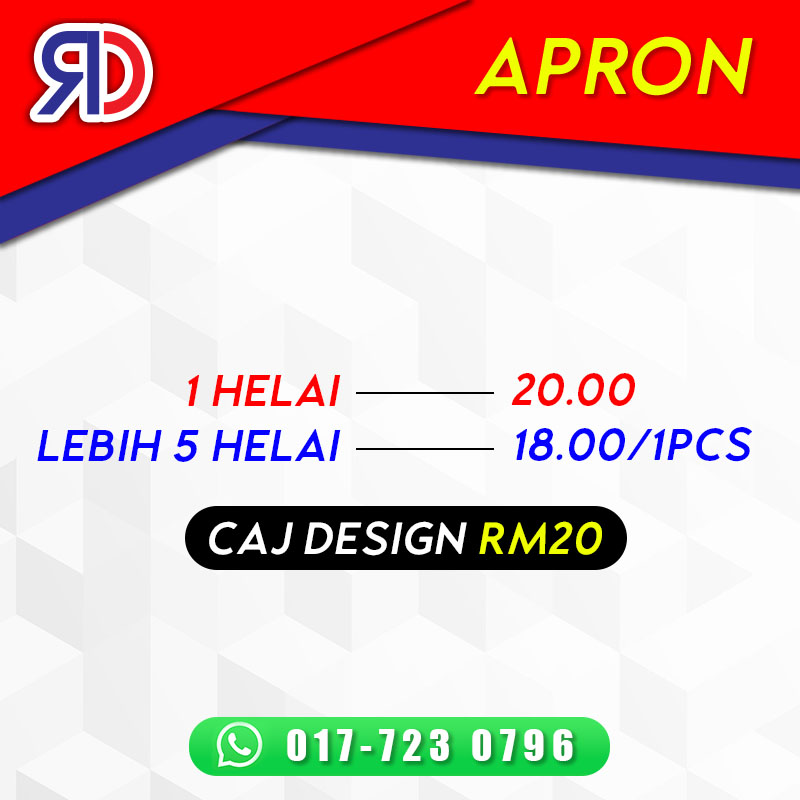 RD
APRON
1 HELAI 20.00
LEBIH 5 HELAI 18.00/1PCS
CAJ DESIGN RM20
017-723 0796